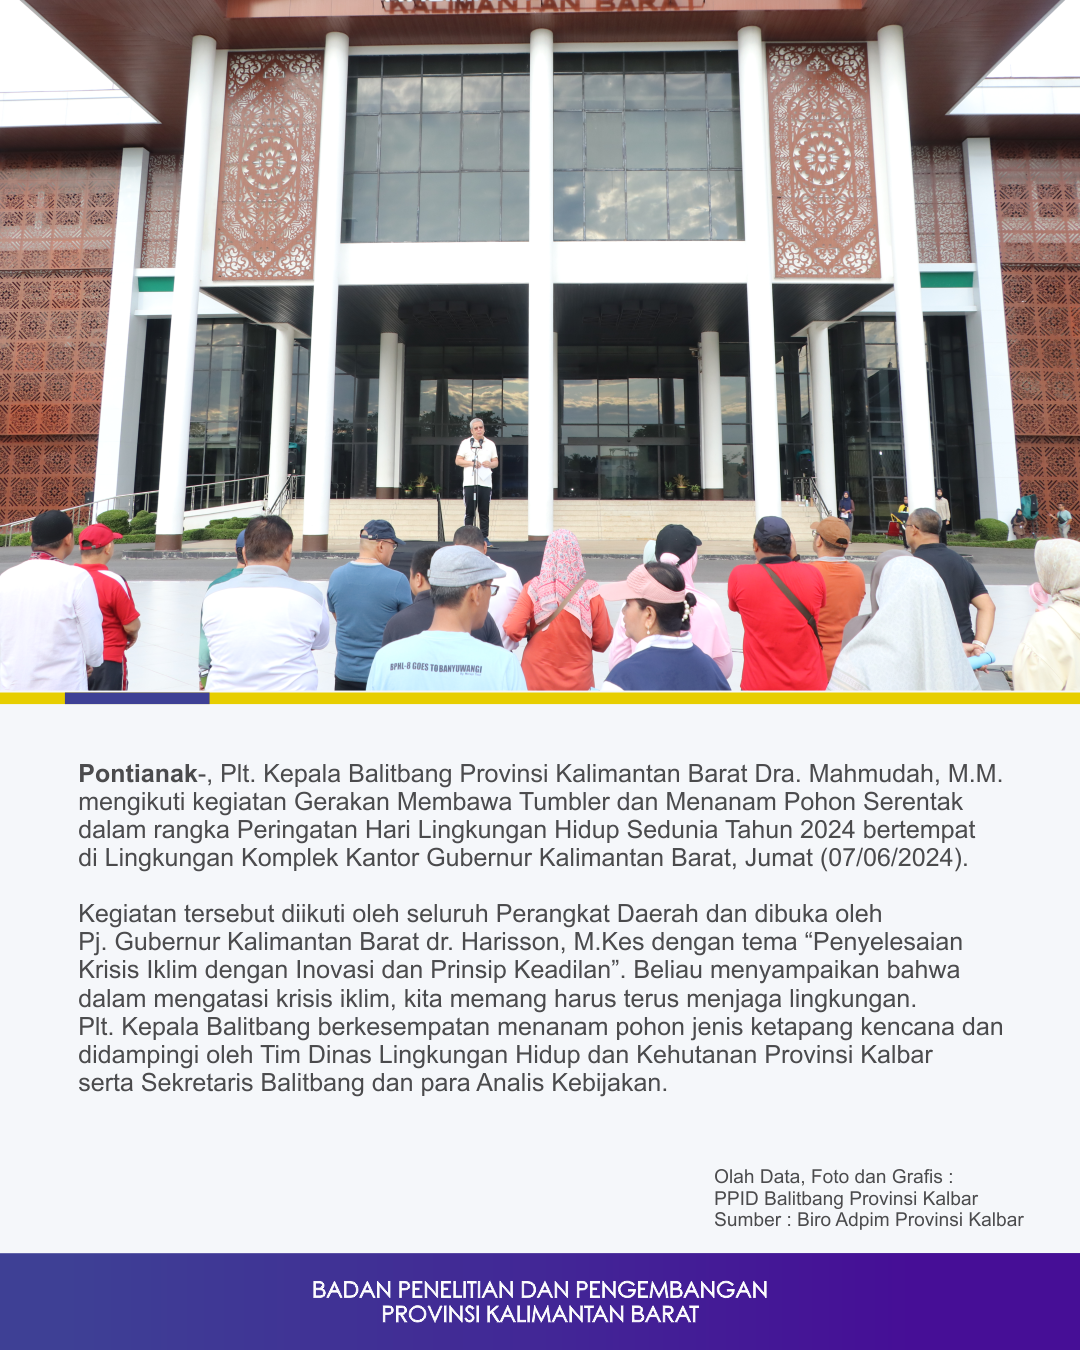 KALIMANTAN BARAT
BPHL-8 GOES TO BANYUWANGI
Pontianak-, Plt. Kepala Balitbang Provinsi Kalimantan Barat Dra. Mahmudah, M.M.
mengikuti kegiatan Gerakan Membawa Tumbler dan Menanam Pohon Serentak
dalam rangka Peringatan Hari Lingkungan Hidup Sedunia Tahun 2024 bertempat
di Lingkungan Komplek Kantor Gubernur Kalimantan Barat, Jumat (07/06/2024).
Kegiatan tersebut diikuti oleh seluruh Perangkat Daerah dan dibuka oleh
Pj. Gubernur Kalimantan Barat dr. Harisson, M.Kes dengan tema “Penyelesaian
Krisis Iklim dengan Inovasi dan Prinsip Keadilan”. Beliau menyampaikan bahwa
dalam mengatasi krisis iklim, kita memang harus terus menjaga lingkungan.
Plt. Kepala Balitbang berkesempatan menanam pohon jenis ketapang kencana dan
didampingi oleh Tim Dinas Lingkungan Hidup dan Kehutanan Provinsi Kalbar
serta Sekretaris Balitbang dan para Analis Kebijakan.
Olah Data, Foto dan Grafis :
PPID Balitbang Provinsi Kalbar
Sumber : Biro Adpim Provinsi Kalbar
BADAN PENELITIAN DAN PENGEMBANGAN
PROVINSI KALIMANTAN BARAT